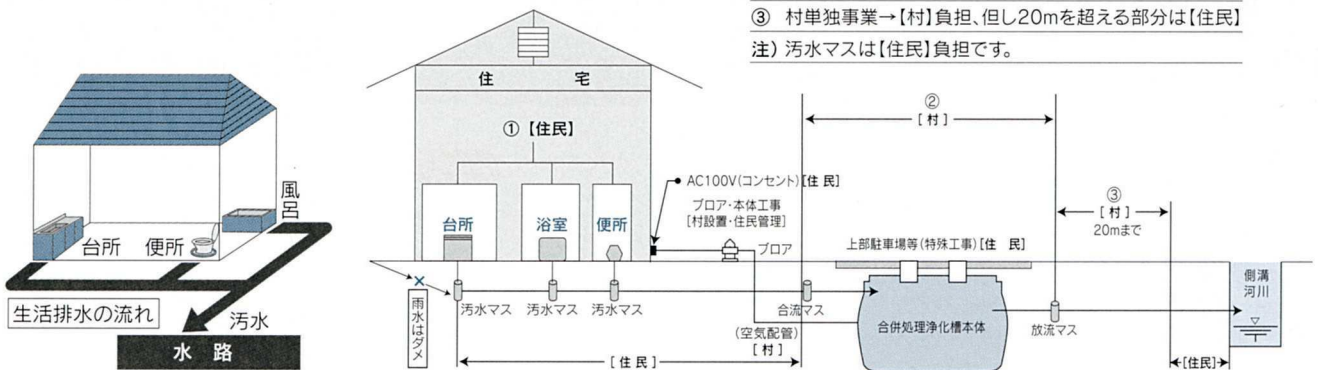 ③ 村単独事業→【村】負担、但し20mを超える部分は【住民】
注) 汚水マスは【住民】負担です。
台所
便所
風呂
生活排水の流れ
汚水
水路
住宅
①【住民】
台所
浴室
便所
AC100V(コンセント)[住民]
ブロア・本体工事
[村設置・住民管理]
ブロア
②
[村]
③
[村]
20mまで
上部駐車場等(特殊工事)[住民]
雨水はダメ
汚水マス
汚水マス
汚水マス
合流マス
(空気配管)
[村]
合併処理浄化槽本体
放流マス
側溝
河川
[住民]
[住民]